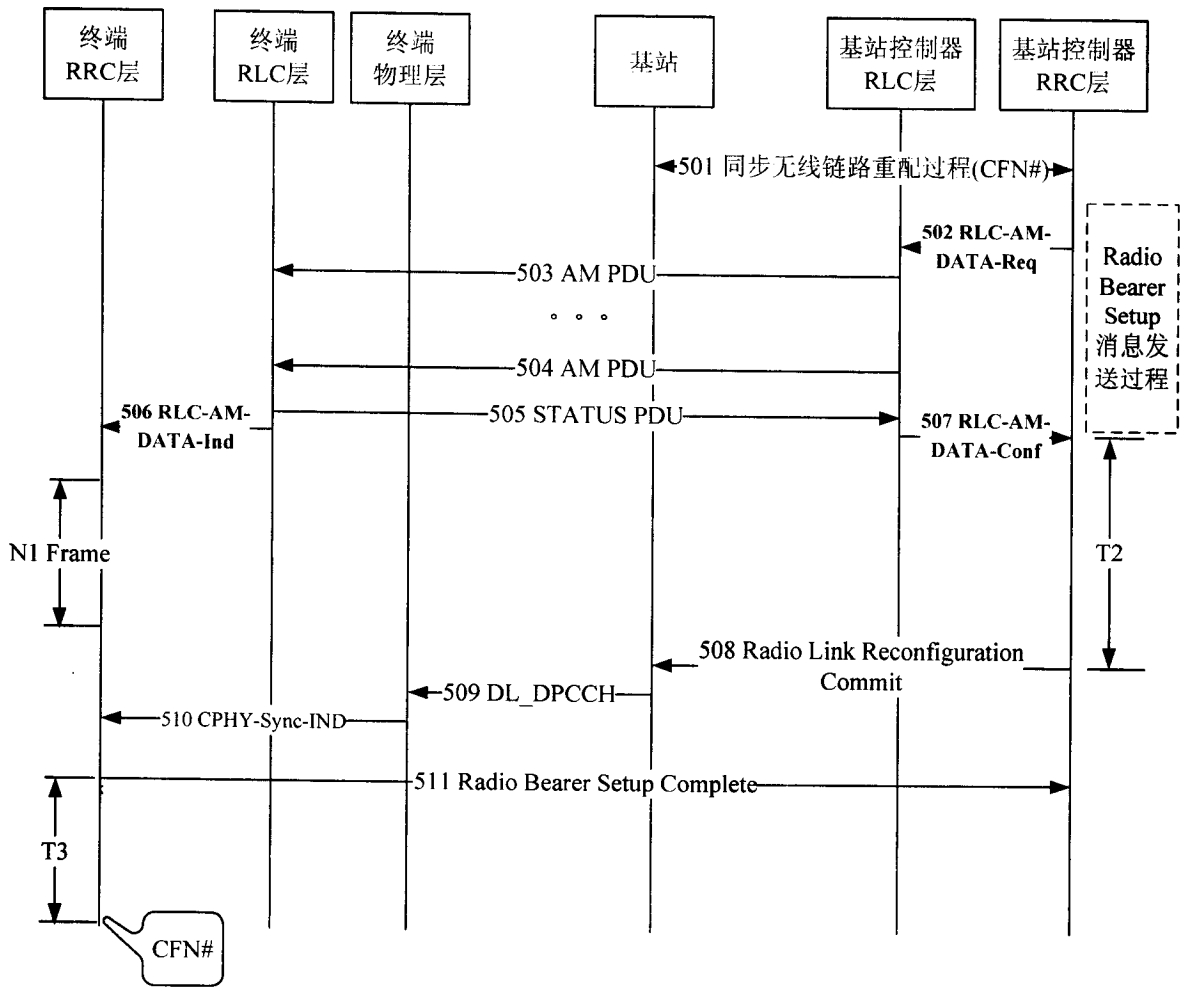 终端
RRC层
终端
RLC层
终端
物理层
基站
基站控制器
RLC层
基站控制器
RRC层
501 同步无线链路重配过程(CFN#)
502 RLC-AM-
DATA-Req
Radio
Bearer
Setup
消息发
送过程
503 AM PDU
。。。
504 AM PDU
505 STATUS PDU
506 RLC-AM-
DATA-Ind
507 RLC-AM-
DATA-Conf
N1 Frame
T2
508 Radio Link Reconfiguration
Commit
509 DL_DPCCH
510 CPHY-Sync-IND
511 Radio Bearer Setup Complete
T3
CFN#